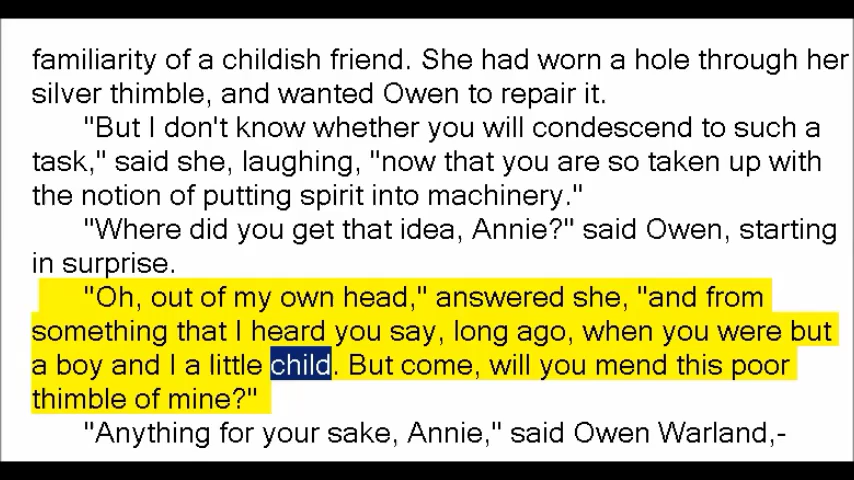 familiarity of a childish friend. She had worn a hole through her
silver thimble, and wanted Owen to repair it.
"But I don't know whether you will condescend to such a
task," said she, laughing, "now that you are so taken up with
the notion of putting spirit into machinery."
"Where did you get that idea, Annie?" said Owen, starting
in surprise.
"Oh, out of my own head," answered she, "and from
something that I heard you say, long ago, when you were but
a boy and I a little child. But come, will you mend this poor
thimble of mine?"
"Anything for your sake, Annie," said Owen Warland,-